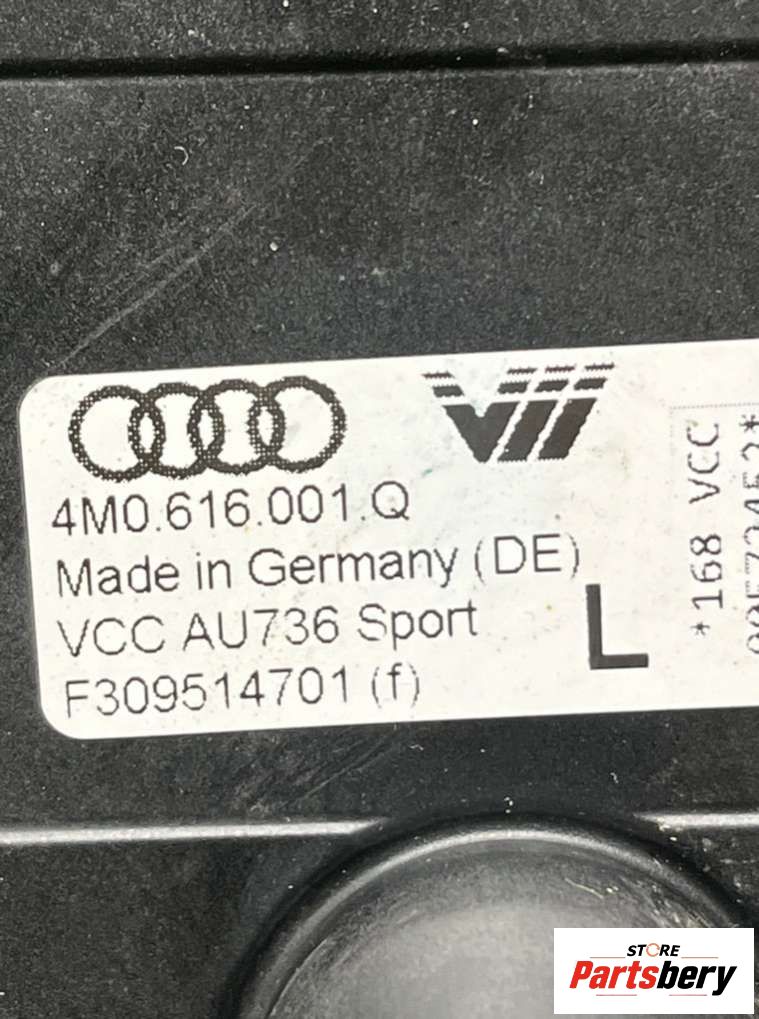 4M0.616.001.Q
Made in Germany (DE)
VCC AU736 Sport
F309514701 (f)
L
*168 VCC
STORE
Partsbery